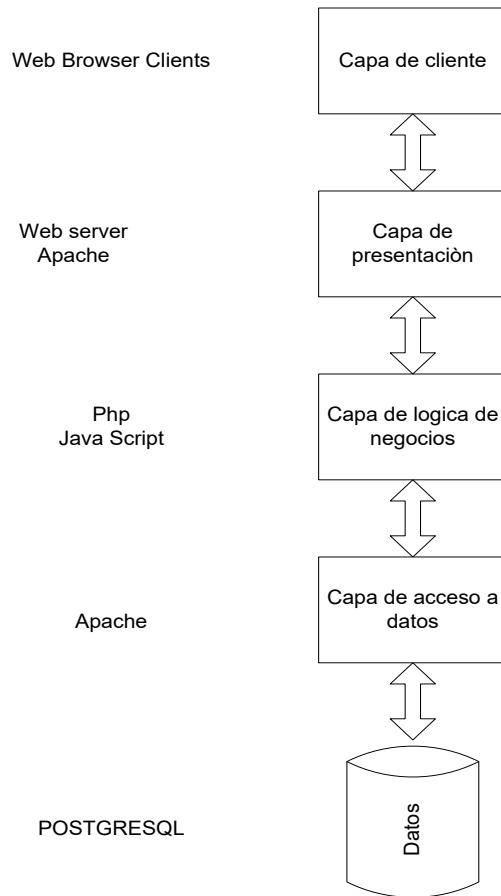 Web Browser Clients
Capa de cliente
Web server
Apache
Capa de
presentaciòn
Php
Java Script
Capa de logica de
negocios
Apache
Capa de acceso a
datos
POSTGRESQL
Datos